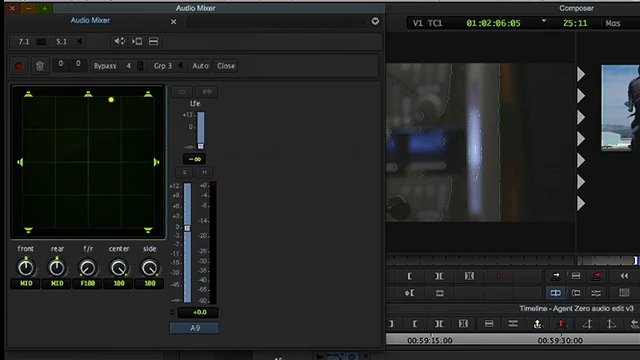 Audio Mixer
Composer
Audio Mixer
V1 TC1 01:02:06:05 25:11 Mas
7.1 5.1
0 0 Bypass 4 Grp 3 Auto Close
Lfe
+12
0
-∞
-∞
S M
+12 +0
front rear f/r center side
MID MID F100 100 100
+0.0
A9
Timeline - Agent Zero audio edit v3
00:59:15:00 00:59:30:00